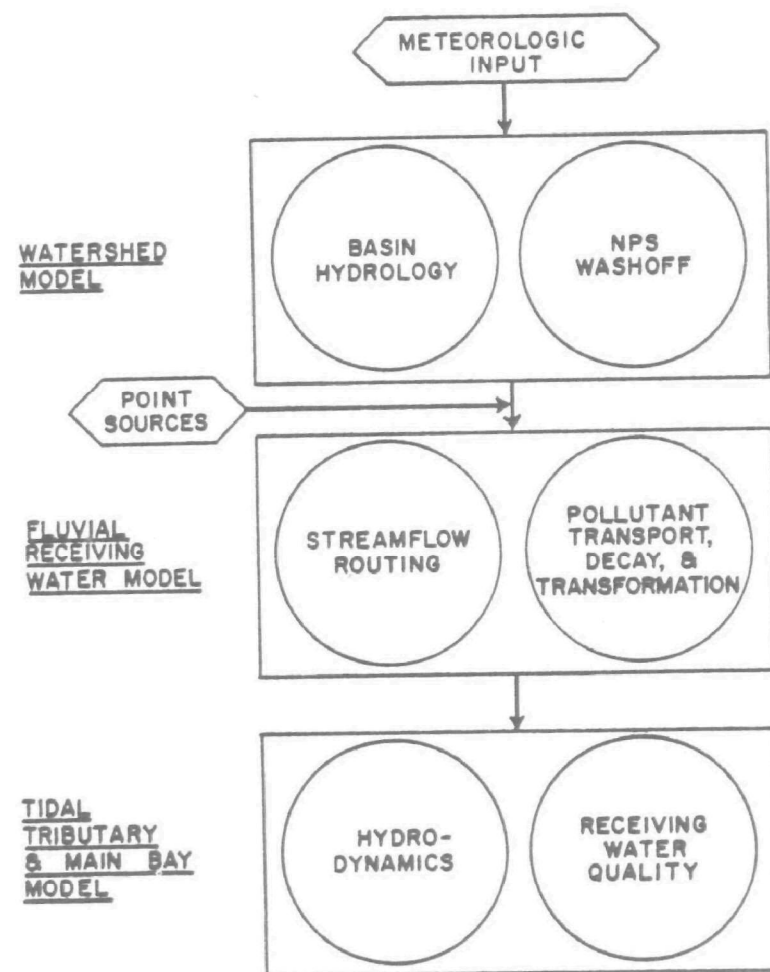 METEOROLOGIC
INPUT
WATERSHED
MODEL
BASIN
HYDROLOGY
NPS
WASHOFF
POINT
SOURCES
FLUVIAL
RECEIVING
WATER MODEL
STREAMFLOW
ROUTING
POLLUTANT
TRANSPORT,
DECAY, &
TRANSFORMATION
TIDAL
TRIBUTARY
& MAIN BAY
MODEL
HYDRO-
DYNAMICS
RECEIVING
WATER
QUALITY